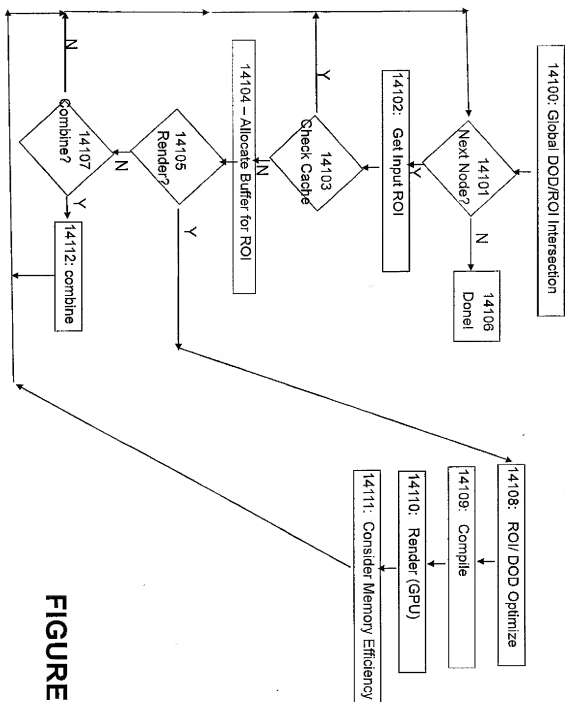 14100: Global DOD/ROI Intersection
14101
Next Node?
N
14106
Done!
Y
14102: Get Input ROI
14103
Check Cache
Y
N
14104 – Allocate Buffer for ROI
14105
Render?
Y
N
14107
Combine?
N
Y
14112: combine
14108: ROI/ DOD Optimize
14109: Compile
14110: Render (GPU)
14111: Consider Memory Efficiency
FIGURE